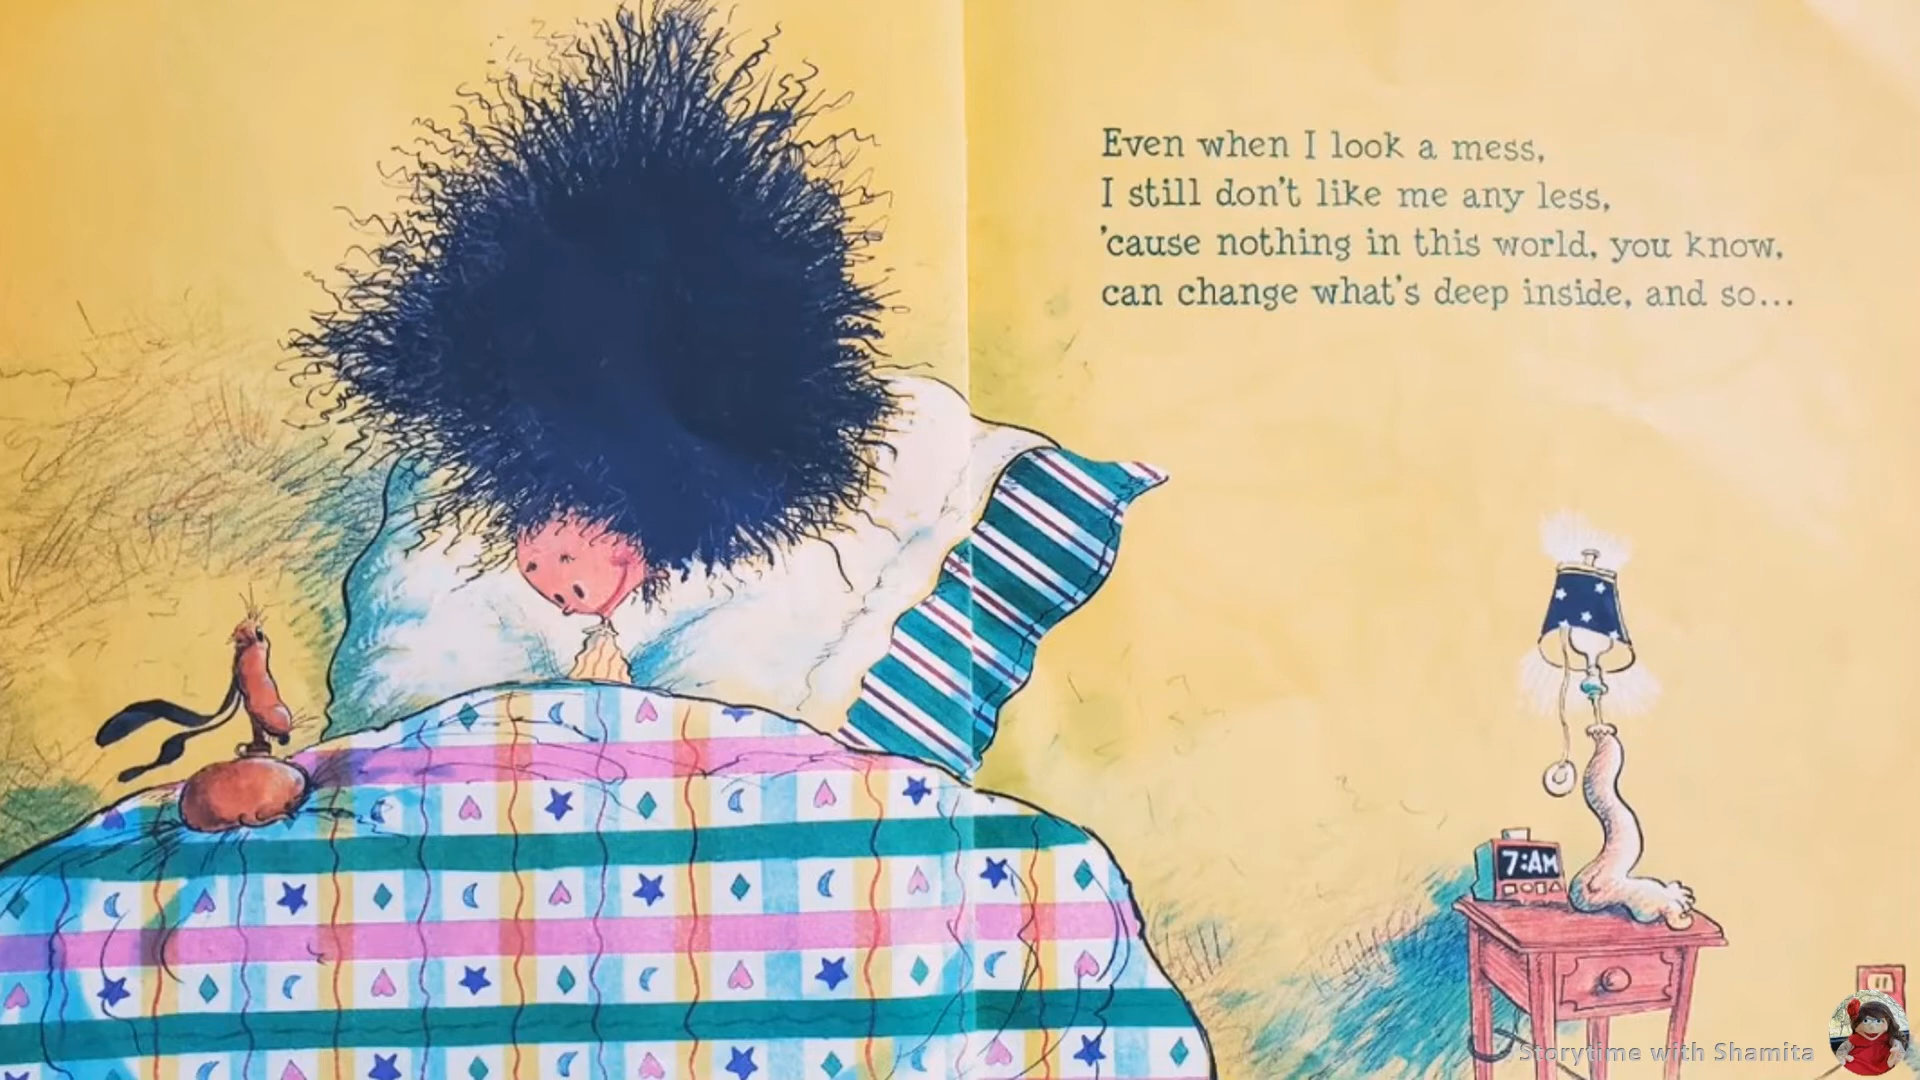 Even when I look a mess,
I still don't like me any less,
'cause nothing in this world, you know,
can change what's deep inside, and so...
7:AM
Storytime with Shamita